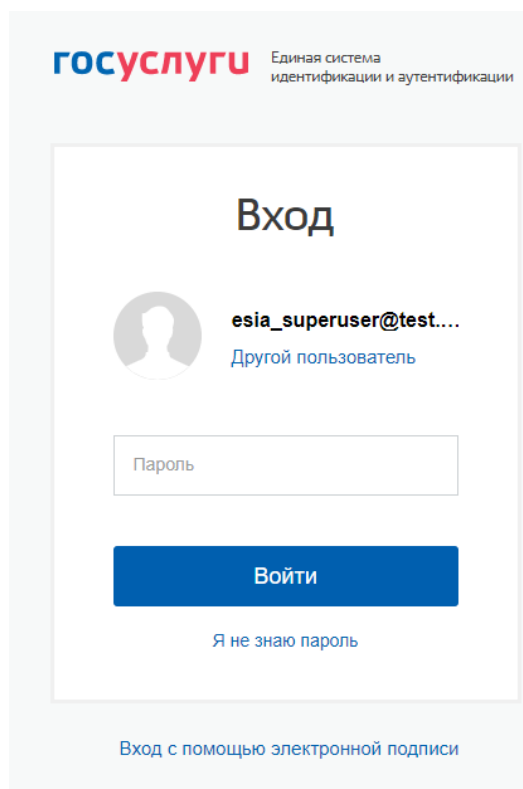 госуслуги
Единая система
идентификации и аутентификации
Вход
esia_superuser@test....
Другой пользователь
Пароль
Войти
Я не знаю пароль
Вход с помощью электронной подписи